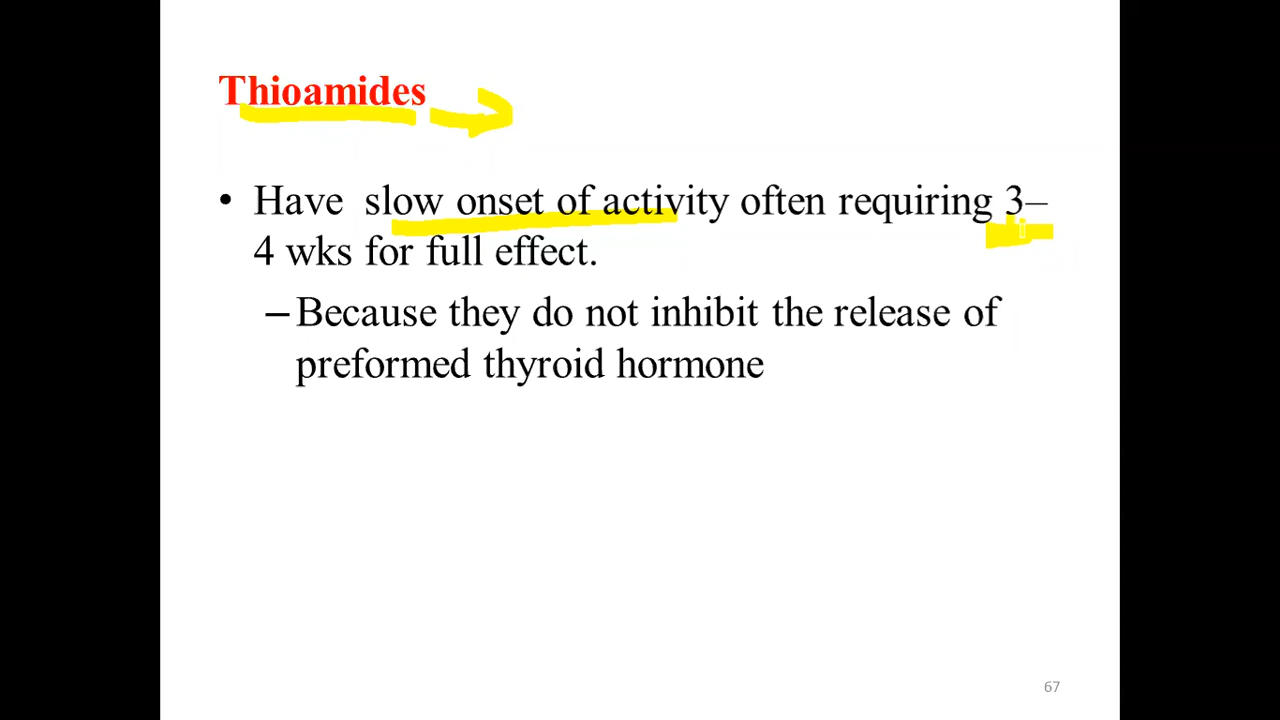 Thioamides
• Have slow onset of activity often requiring 3–
4 wks for full effect.
– Because they do not inhibit the release of
preformed thyroid hormone
67